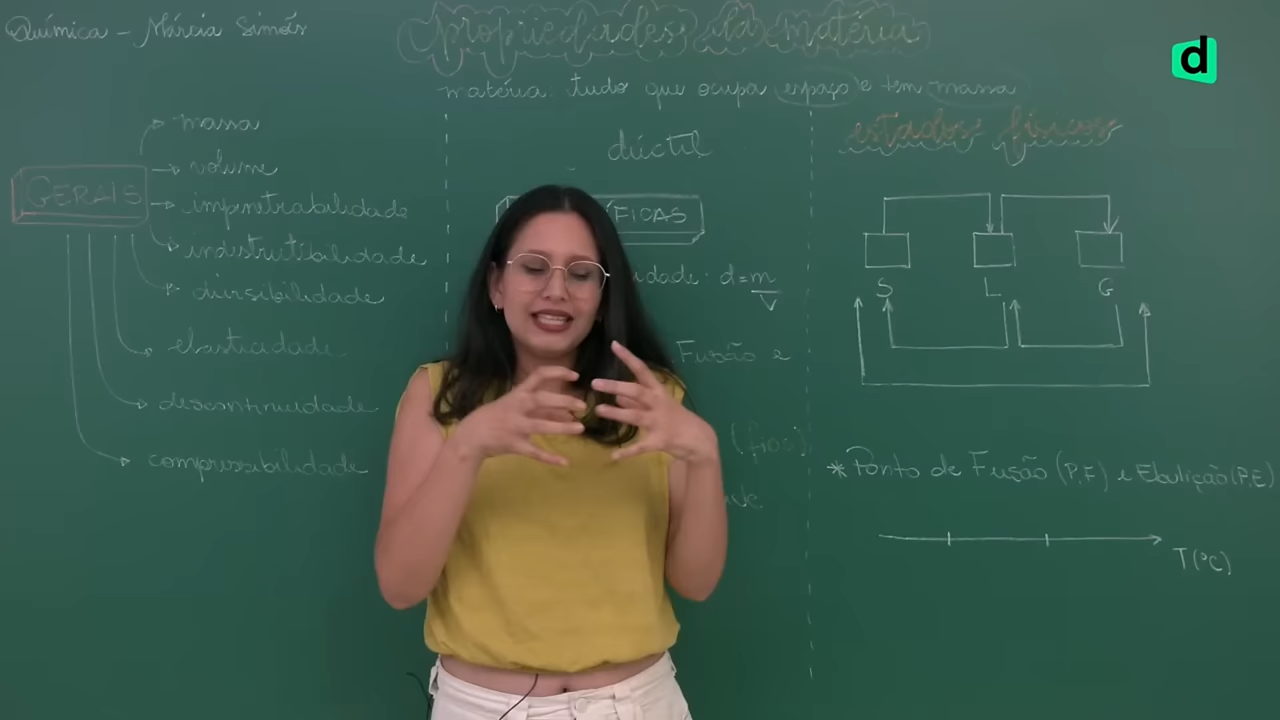 Química - Márcia Simões
propriedades da matéria
d
matéria: tudo que ocupa espaço e tem massa
GERAIS
massa
volume
impenetrabilidade
indestrutibilidade
divisibilidade
elasticidade
descontinuidade
compressibilidade
dúctil
FICAS
idade: d=m
V
Fusão e
estados físicos
S L G
* Ponto de Fusão (P.F) e Ebulição (P.E)
T(°C)